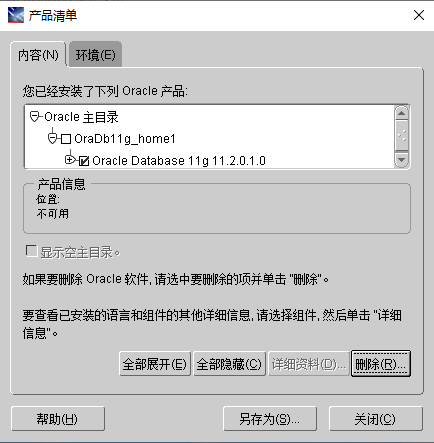 产品清单
内容(N)
环境(E)
您已经安装了下列 Oracle 产品:
Oracle 主目录
OraDb11g_home1
Oracle Database 11g 11.2.0.1.0
产品信息
位置:
不可用
显示空主目录。
如果要删除 Oracle 软件, 请选中要删除的项并单击 "删除"。
要查看已安装的语言和组件的其他详细信息, 请选择组件, 然后单击 "详细
信息"。
全部展开(E) 全部隐藏(C) 详细资料(D)... 删除(R)...
帮助(H) 另存为(S)... 关闭(C)